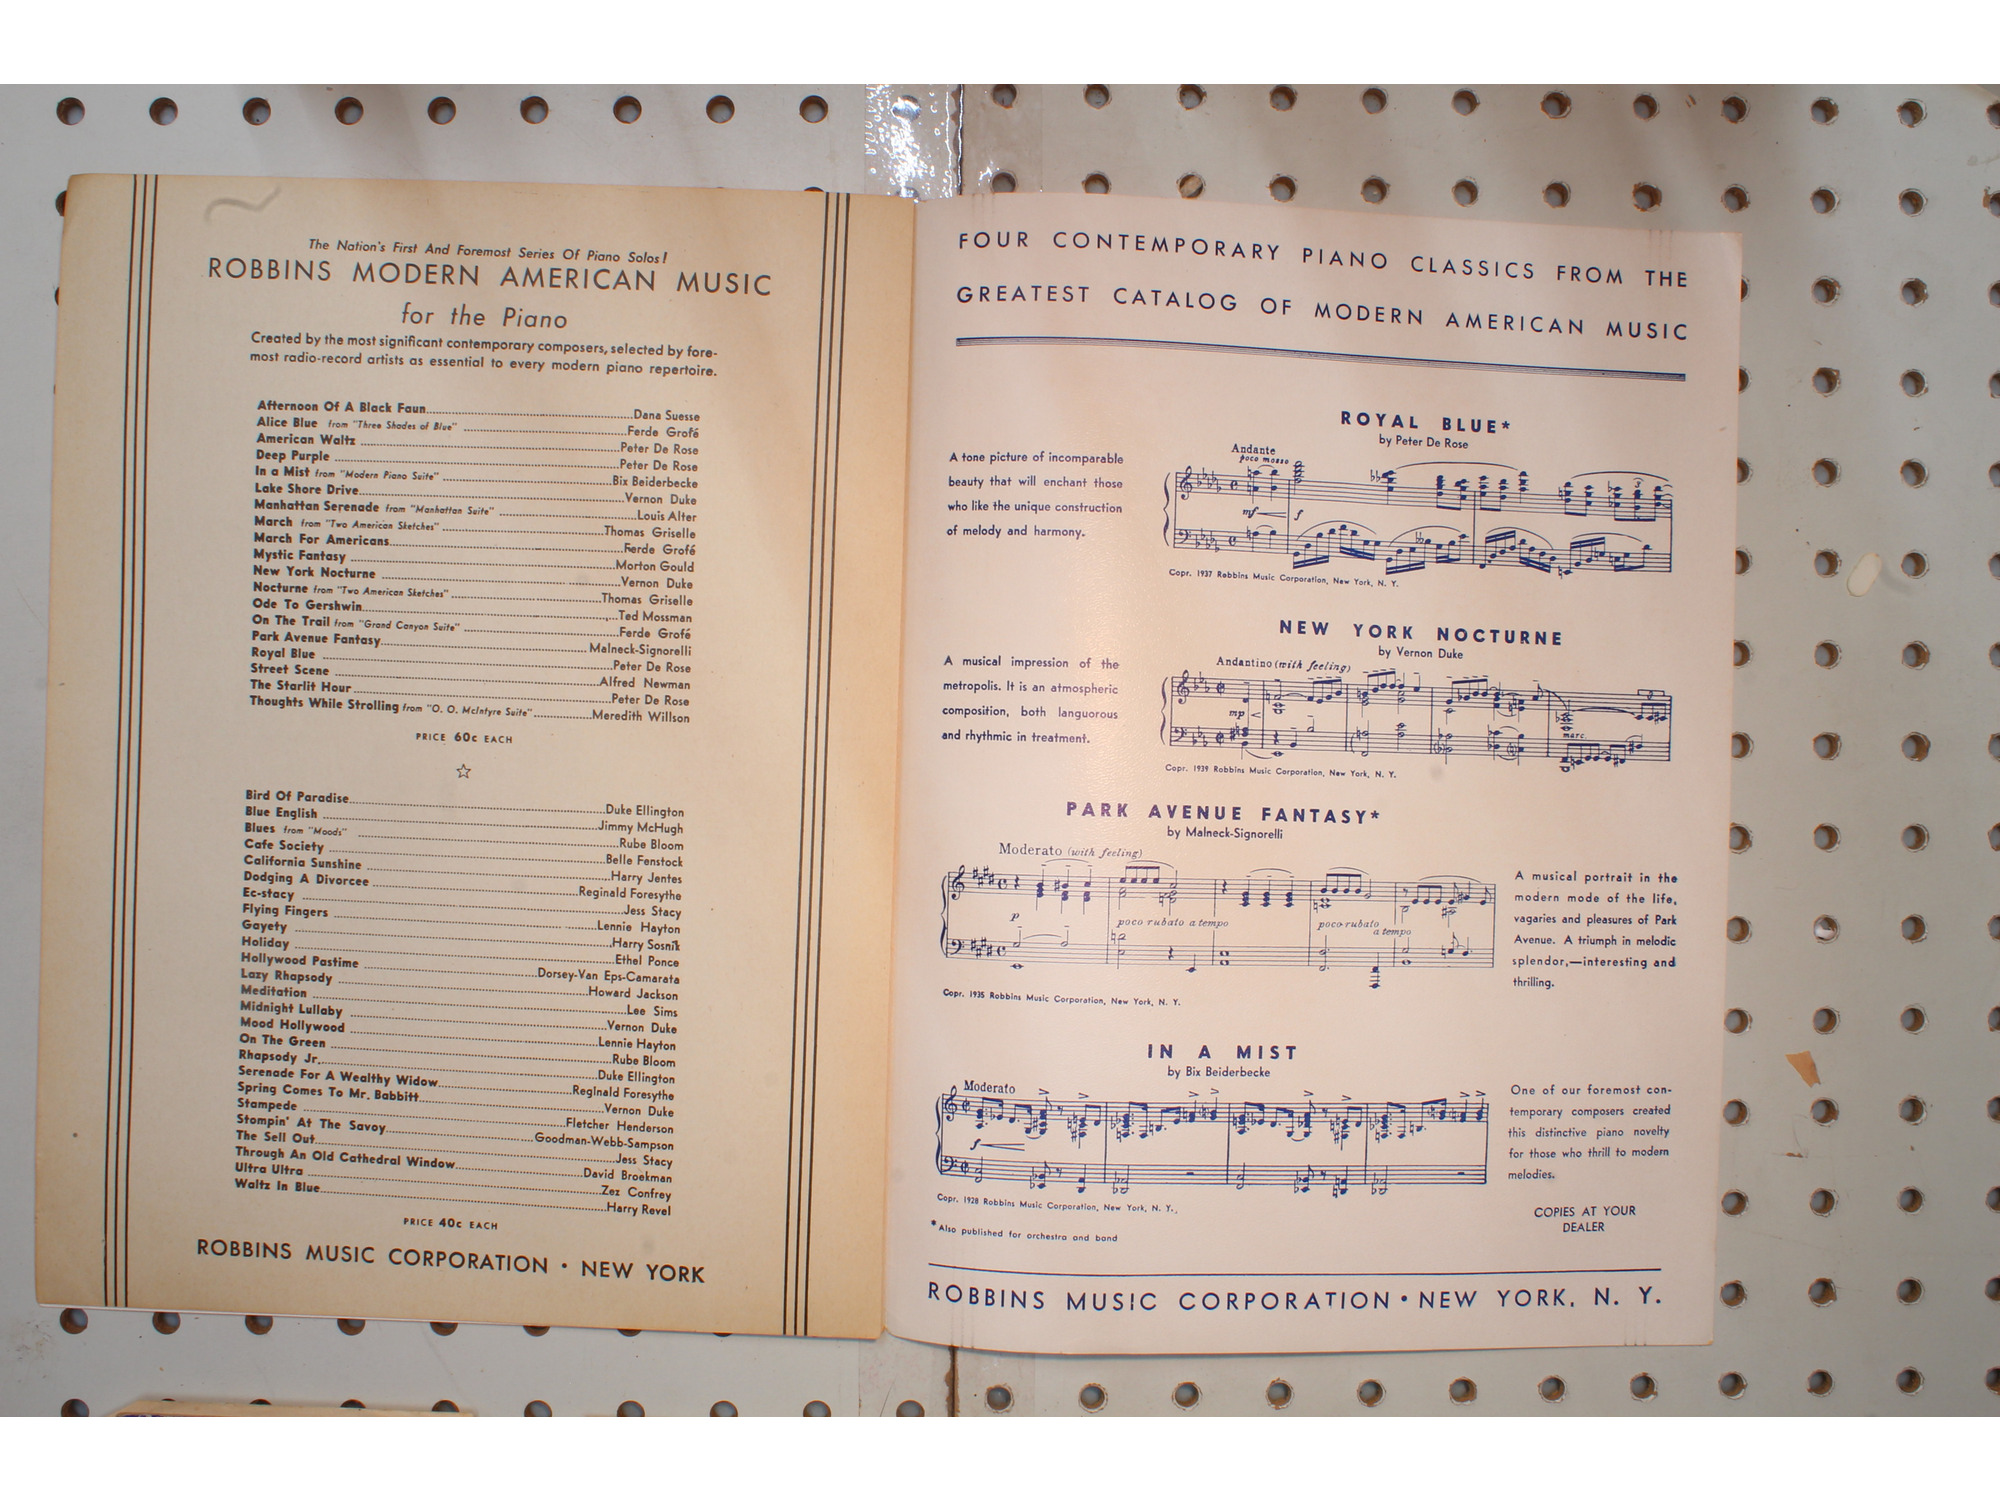 The Nation's First And Foremost Series Of Piano Solos!
ROBBINS MODERN AMERICAN MUSIC
for the Piano
Created by the most significant contemporary composers, selected by fore-
most radio-record artists as essential to every modern piano repertoire.
Afternoon Of A Black Faun Dana Suesse
Alice Blue from "Three Shades of Blue" Ferde Grofé
American Waltz Peter De Rose
Deep Purple Peter De Rose
In a Mist from "Modern Piano Suite" Bix Beiderbecke
Lake Shore Drive Vernon Duke
Manhattan Serenade from "Manhattan Suite" Louis Alter
March from "Two American Sketches" Thomas Griselle
March For Americans Ferde Grofé
Mystic Fantasy Morton Gould
New York Nocturne Vernon Duke
Nocturne from "Two American Sketches" Thomas Griselle
Ode To Gershwin Ted Mossman
On The Trail from "Grand Canyon Suite" Ferde Grofé
Park Avenue Fantasy Malneck-Signorelli
Royal Blue Peter De Rose
Street Scene Alfred Newman
The Starlit Hour Peter De Rose
Thoughts While Strolling from "O. O. McIntyre Suite" Meredith Willson
PRICE 60c EACH
Bird Of Paradise Duke Ellington
Blue English Jimmy McHugh
Blues from "Moods" Rube Bloom
Cafe Society Belle Fenstock
California Sunshine Harry Jentes
Dodging A Divorcee Reginald Foresythe
Ec-stacy Jess Stacy
Flying Fingers Lennie Hayton
Gayety Harry Sosnik
Holiday Ethel Ponce
Hollywood Pastime Dorsey-Van Eps-Camarata
Lazy Rhapsody Howard Jackson
Meditation Lee Sims
Midnight Lullaby Vernon Duke
Mood Hollywood Lennie Hayton
On The Green Rube Bloom
Rhapsody Jr. Duke Ellington
Serenade For A Wealthy Widow Reginald Foresythe
Spring Comes To Mr. Babbitt Vernon Duke
Stampede Fletcher Henderson
Stompin' At The Savoy Goodman-Webb-Sampson
The Sell Out Jess Stacy
Through An Old Cathedral Window David Broekman
Ultra Ultra Zez Confrey
Waltz In Blue Harry Revel
PRICE 40c EACH
ROBBINS MUSIC CORPORATION • NEW YORK
FOUR CONTEMPORARY PIANO CLASSICS FROM THE
GREATEST CATALOG OF MODERN AMERICAN MUSIC
ROYAL BLUE*
by Peter De Rose
A tone picture of incomparable
beauty that will enchant those
who like the unique construction
of melody and harmony.
Andante
poco mosso
mf f
Copr. 1937 Robbins Music Corporation, New York, N. Y.
NEW YORK NOCTURNE
by Vernon Duke
A musical impression of the
metropolis. It is an atmospheric
composition, both languorous
and rhythmic in treatment.
Andantino (with feeling)
3
mp marc.
Copr. 1939 Robbins Music Corporation, New York, N. Y.
PARK AVENUE FANTASY*
by Malneck-Signorelli
Moderato (with feeling)
p poco rubato a tempo poco rubato a tempo
Copr. 1935 Robbins Music Corporation, New York, N. Y.
A musical portrait in the
modern mode of the life,
vagaries and pleasures of Park
Avenue. A triumph in melodic
splendor,—interesting and
thrilling.
IN A MIST
by Bix Beiderbecke
Moderato
f
Copr. 1928 Robbins Music Corporation, New York, N. Y.
One of our foremost con-
temporary composers created
this distinctive piano novelty
for those who thrill to modern
melodies.
*Also published for orchestra and band
COPIES AT YOUR
DEALER
ROBBINS MUSIC CORPORATION • NEW YORK, N. Y.